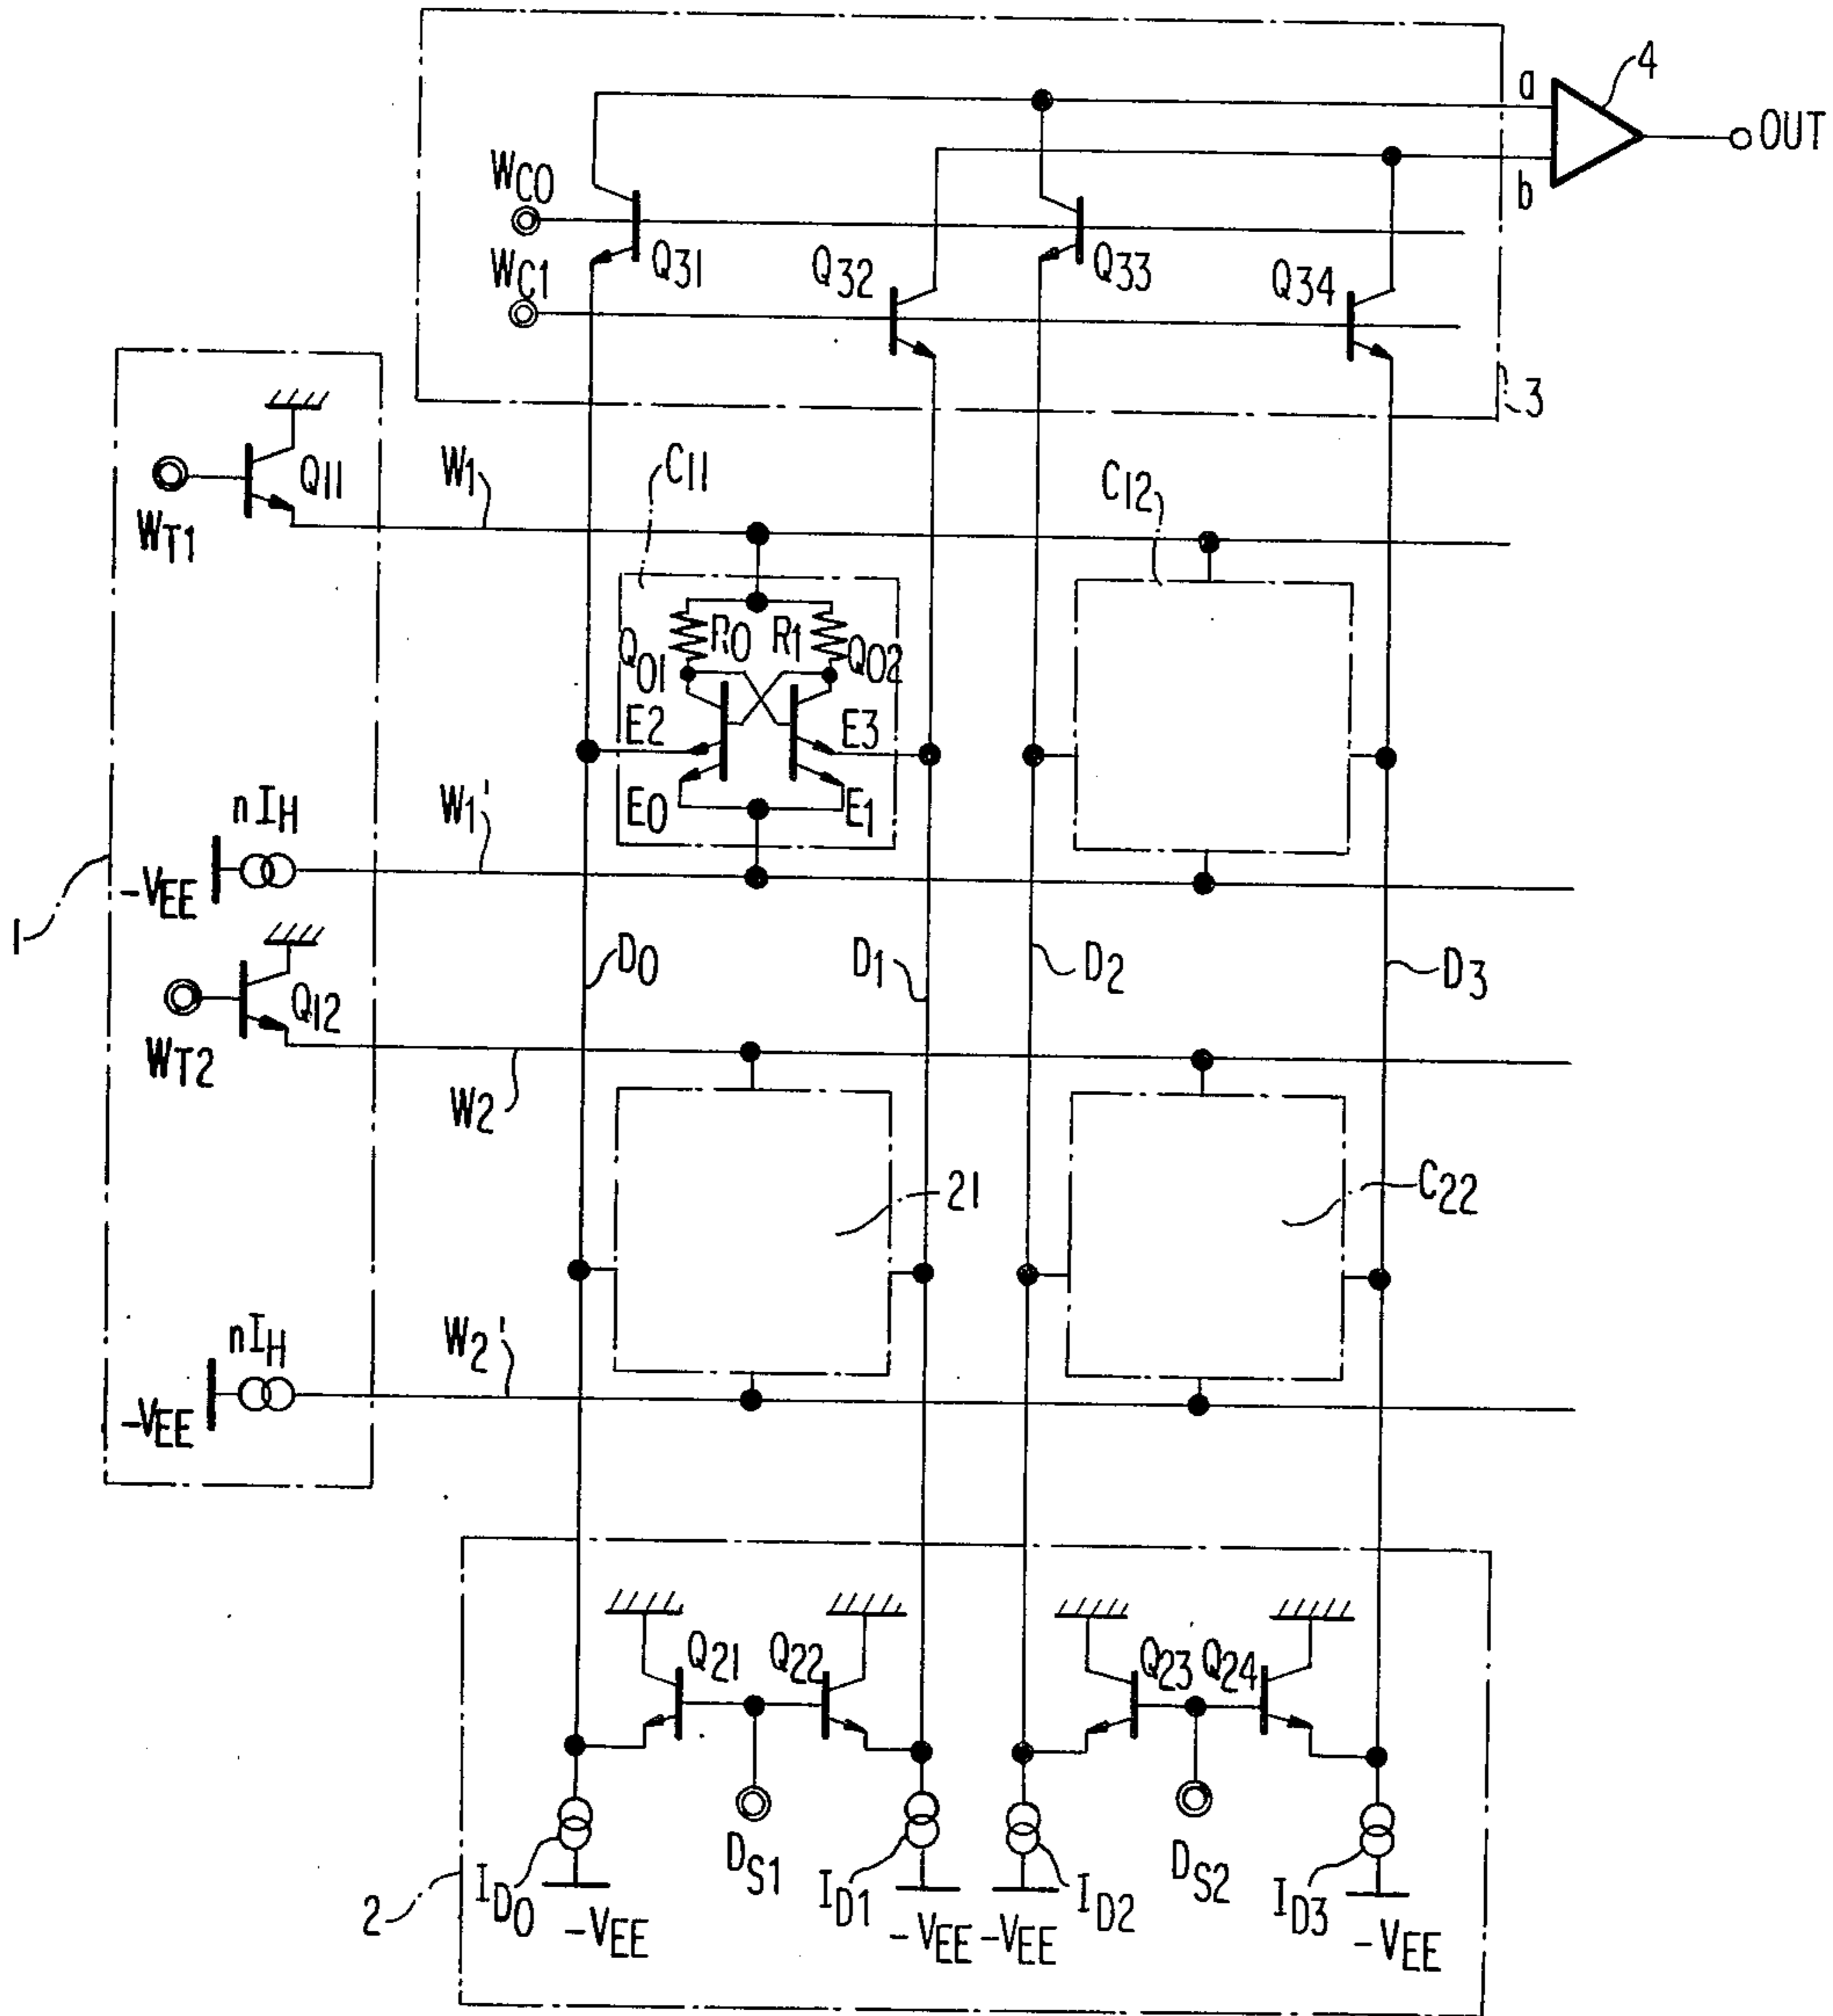 4
a
OUT
b
WC0
Q31
Q33
WC1
Q32
Q34
3
Q11
W1
C11
C12
WT1
R0
R1
Q01
Q02
E2
E3
E0
E1
nIH
W1'
-VEE
1
D0
D1
D2
D3
Q12
WT2
W2
21
C22
nIH
W2'
-VEE
Q21
Q22
Q23
Q24
DS1
DS2
ID0
ID1
ID2
ID3
2
-VEE
-VEE
-VEE
-VEE